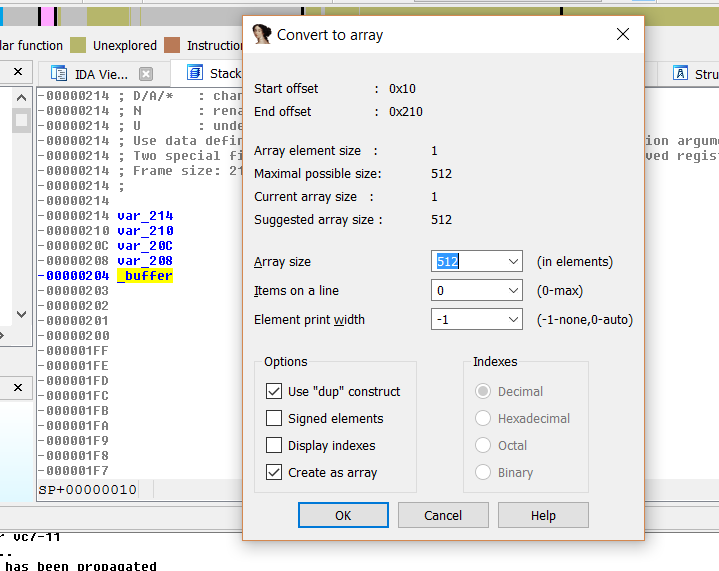 lar function
Unexplored
Instructio
IDA Vie...
Stack
Stru
-00000214 ; D/A/* : cha
-00000214 ; N : rena
-00000214 ; U : unde
-00000214 ; Use data defin
ion argume
-00000214 ; Two special fi
ved regist
-00000214 ; Frame size: 21
-00000214 ;
-00000214
-00000214 var_214
-00000210 var_210
-0000020C var_20C
-00000208 var_208
-00000204 _buffer
-00000203
-00000202
-00000201
-00000200
-000001FF
-000001FE
-000001FD
-000001FC
-000001FB
-000001FA
-000001F9
-000001F8
-000001F7
SP+00000010
Convert to array
Start offset : 0x10
End offset : 0x210
Array element size : 1
Maximal possible size: 512
Current array size : 1
Suggested array size : 512
Array size 512 (in elements)
Items on a line 0 (0-max)
Element print width -1 (-1-none,0-auto)
Options
Use "dup" construct
Signed elements
Display indexes
Create as array
Indexes
Decimal
Hexadecimal
Octal
Binary
OK
Cancel
Help
r vc7-11
..
has been propagated